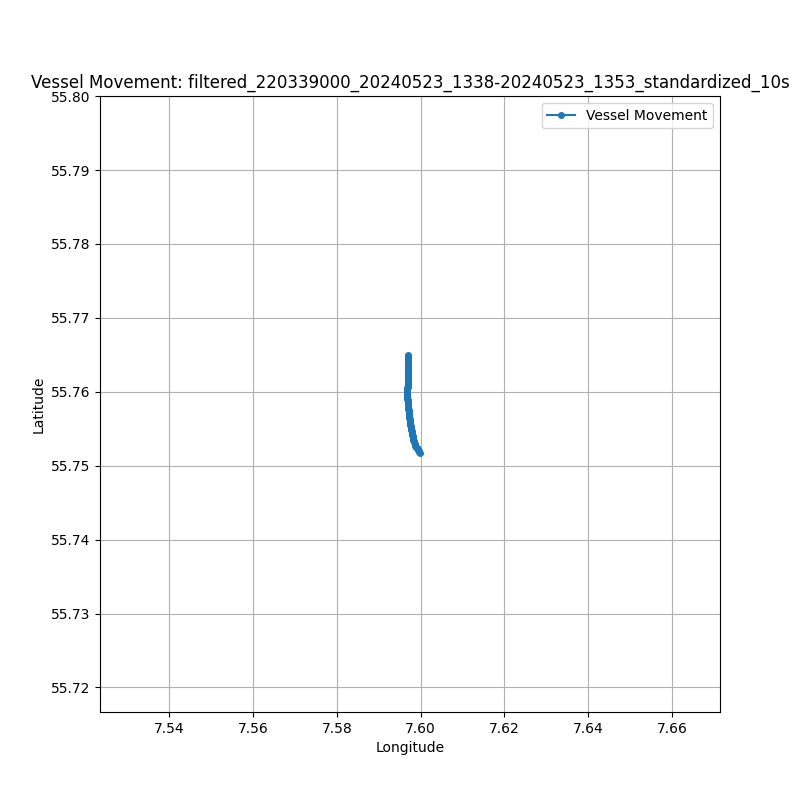 Vessel Movement: filtered_220339000_20240523_1338-20240523_1353_standardized_10s
Vessel Movement
55.80
55.79
55.78
55.77
55.76
55.75
55.74
55.73
55.72
Latitude
7.54 7.56 7.58 7.60 7.62 7.64 7.66
Longitude